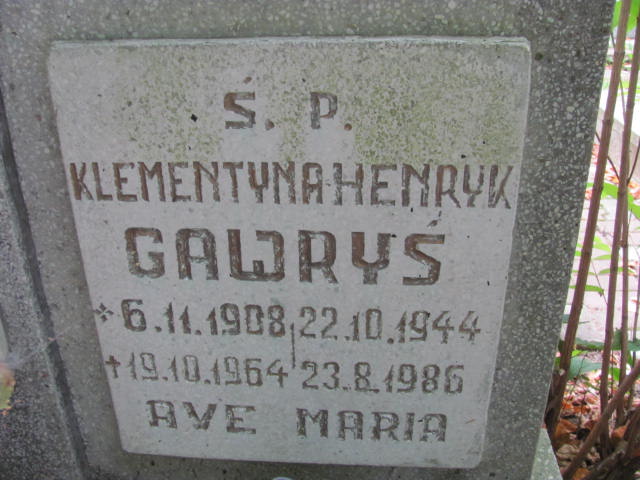 Ś. P.
KLEMENTYNA HENRYK
GAWRYŚ
* 6.11.1908 22.10.1944
+ 19.10.1964 23.8.1986
AVE MARIA